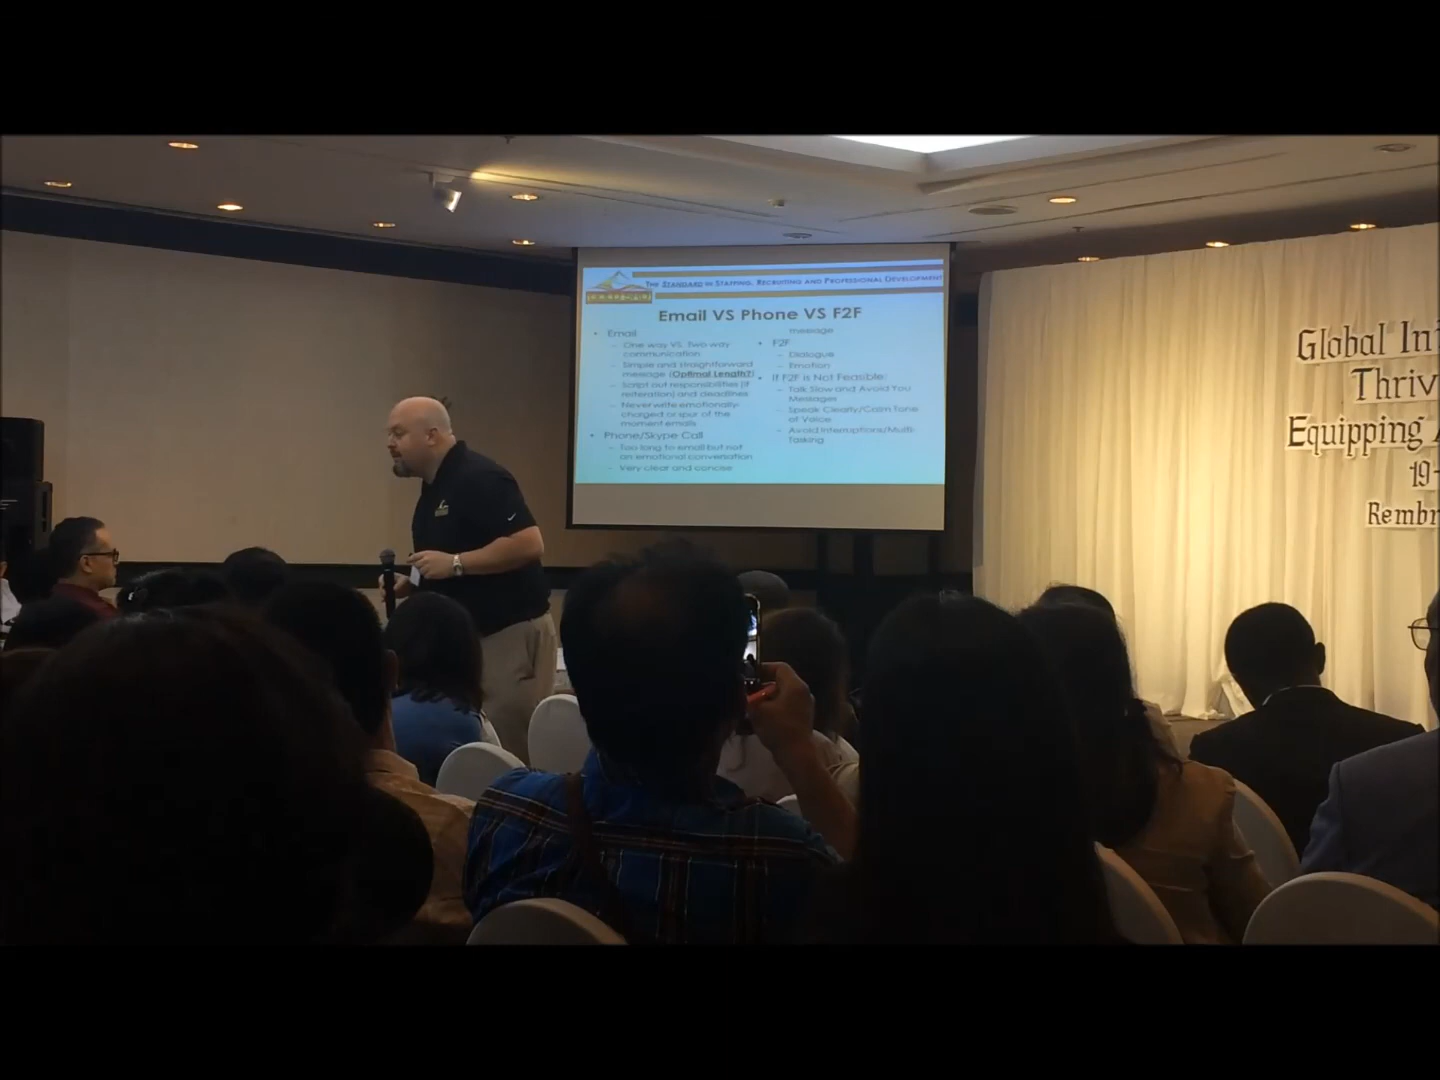 THE STANDARD IN STAFFING, RECRUITING AND PROFESSIONAL DEVELOPMENT
Email VS Phone VS F2F
• Email
– One way VS. Two way
communication
– Simple and straightforward
message (Optimal Length?)
– Script out responsibilities (if
reiteration) and deadlines
– Never write emotionally-
charged or spur of the
moment emails
• Phone/Skype Call
– Too long to email but not
an emotional conversation
– Very clear and concise
message
• F2F
– Dialogue
– Emotion
• If F2F is Not Feasible:
– Talk Slow and Avoid You
Messages
– Speak Clearly/Calm Tone
of Voice
– Avoid Interruptions/Multi-
Tasking
Global In
Thriv
Equipping
19-
Rembr